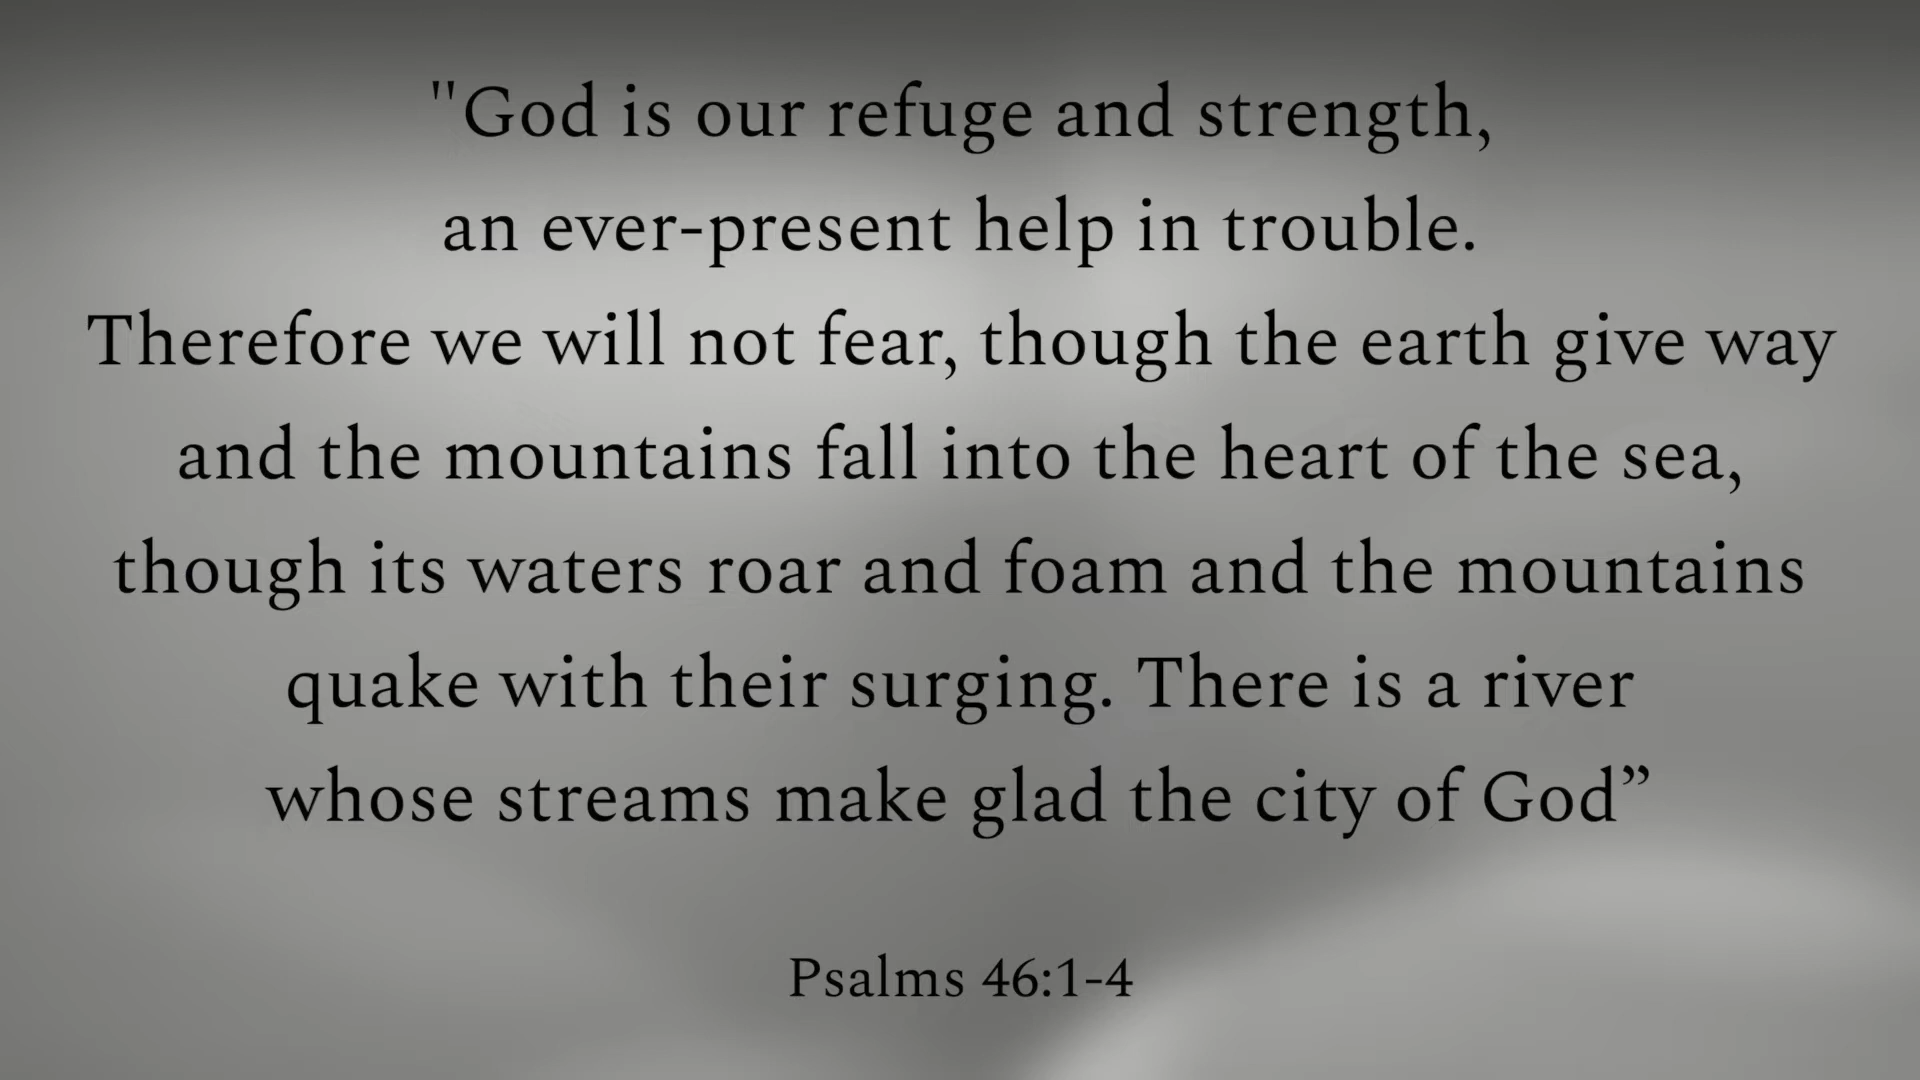 "God is our refuge and strength,
an ever-present help in trouble.
Therefore we will not fear, though the earth give way
and the mountains fall into the heart of the sea,
though its waters roar and foam and the mountains
quake with their surging. There is a river
whose streams make glad the city of God”
Psalms 46:1-4